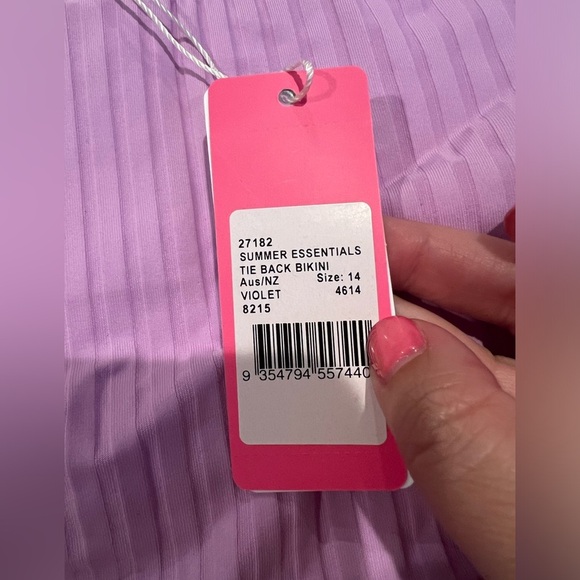 27182
SUMMER ESSENTIALS
TIE BACK BIKINI
Aus/NZ Size: 14
VIOLET 4614
8215
9 354794 557440